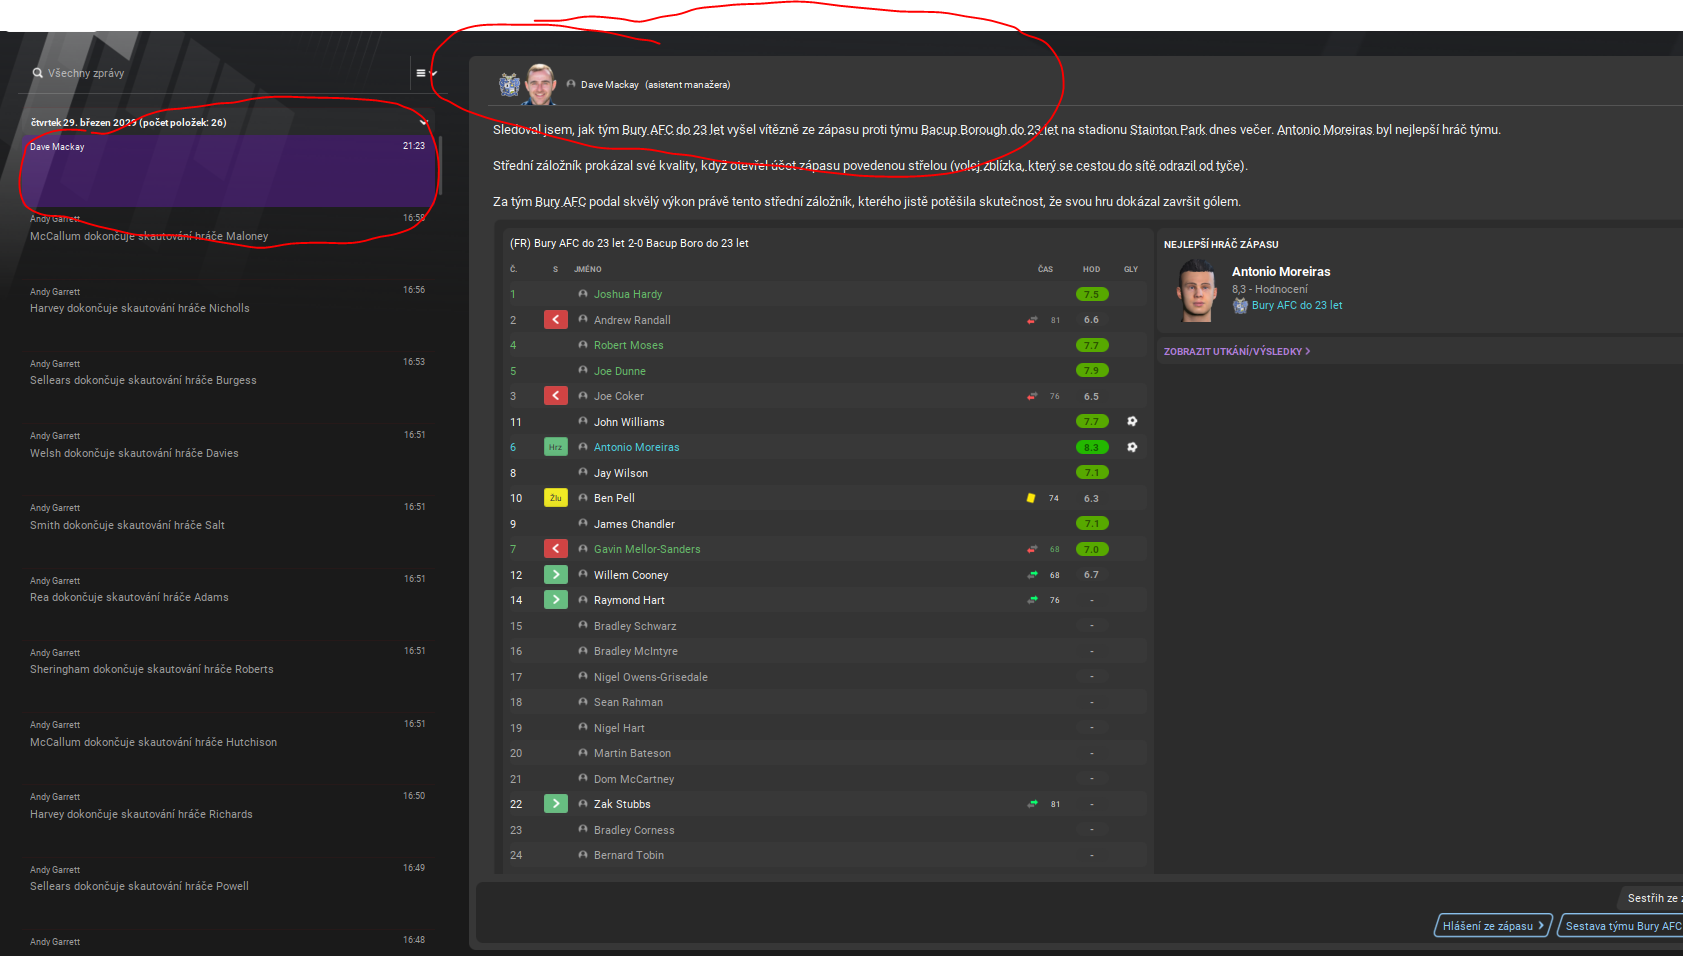 Všechny zprávy
čtvrtek 29. březen 2029 (počet položek: 26)
Dave Mackay 21:23
Andy Garrett 16:58
McCallum dokončuje skautování hráče Maloney
Andy Garrett 16:56
Harvey dokončuje skautování hráče Nicholls
Andy Garrett 16:53
Sellears dokončuje skautování hráče Burgess
Andy Garrett 16:51
Welsh dokončuje skautování hráče Davies
Andy Garrett 16:51
Smith dokončuje skautování hráče Salt
Andy Garrett 16:51
Rea dokončuje skautování hráče Adams
Andy Garrett 16:51
Sheringham dokončuje skautování hráče Roberts
Andy Garrett 16:51
McCallum dokončuje skautování hráče Hutchison
Andy Garrett 16:50
Harvey dokončuje skautování hráče Richards
Andy Garrett 16:49
Sellears dokončuje skautování hráče Powell
Andy Garrett 16:48
Dave Mackay (asistent manažera)
Sledoval jsem, jak tým Bury AFC do 23 let vyšel vítězně ze zápasu proti týmu Bacup Borough do 23 let na stadionu Stainton Park dnes večer. Antonio Moreiras byl nejlepší hráč týmu.
Střední záložník prokázal své kvality, když otevřel účet zápasu povedenou střelou (volej zblízka, který se cestou do sítě odrazil od tyče).
Za tým Bury AFC podal skvělý výkon právě tento střední záložník, kterého jistě potěšila skutečnost, že svou hru dokázal završit gólem.
(FR) Bury AFC do 23 let 2-0 Bacup Boro do 23 let
Č. S JMÉNO ČAS HOD GLY
1 Joshua Hardy 7.5
2 Andrew Randall 81 6.6
4 Robert Moses 7.7
5 Joe Dunne 7.9
3 Joe Coker 76 6.5
11 John Williams 7.7
6 Hrz Antonio Moreiras 8.3
8 Jay Wilson 7.1
10 Žlu Ben Pell 74 6.3
9 James Chandler 7.1
7 Gavin Mellor-Sanders 68 7.0
12 Willem Cooney 68 6.7
14 Raymond Hart 76 -
15 Bradley Schwarz -
16 Bradley McIntyre -
17 Nigel Owens-Grisedale -
18 Sean Rahman -
19 Nigel Hart -
20 Martin Bateson -
21 Dom McCartney -
22 Zak Stubbs 81 -
23 Bradley Corness -
24 Bernard Tobin -
NEJLEPŠÍ HRÁČ ZÁPASU
Antonio Moreiras
8,3 - Hodnocení
Bury AFC do 23 let
ZOBRAZIT UTKÁNÍ/VÝSLEDKY
Sestřih ze z
Hlášení ze zápasu
Sestava týmu Bury AFC